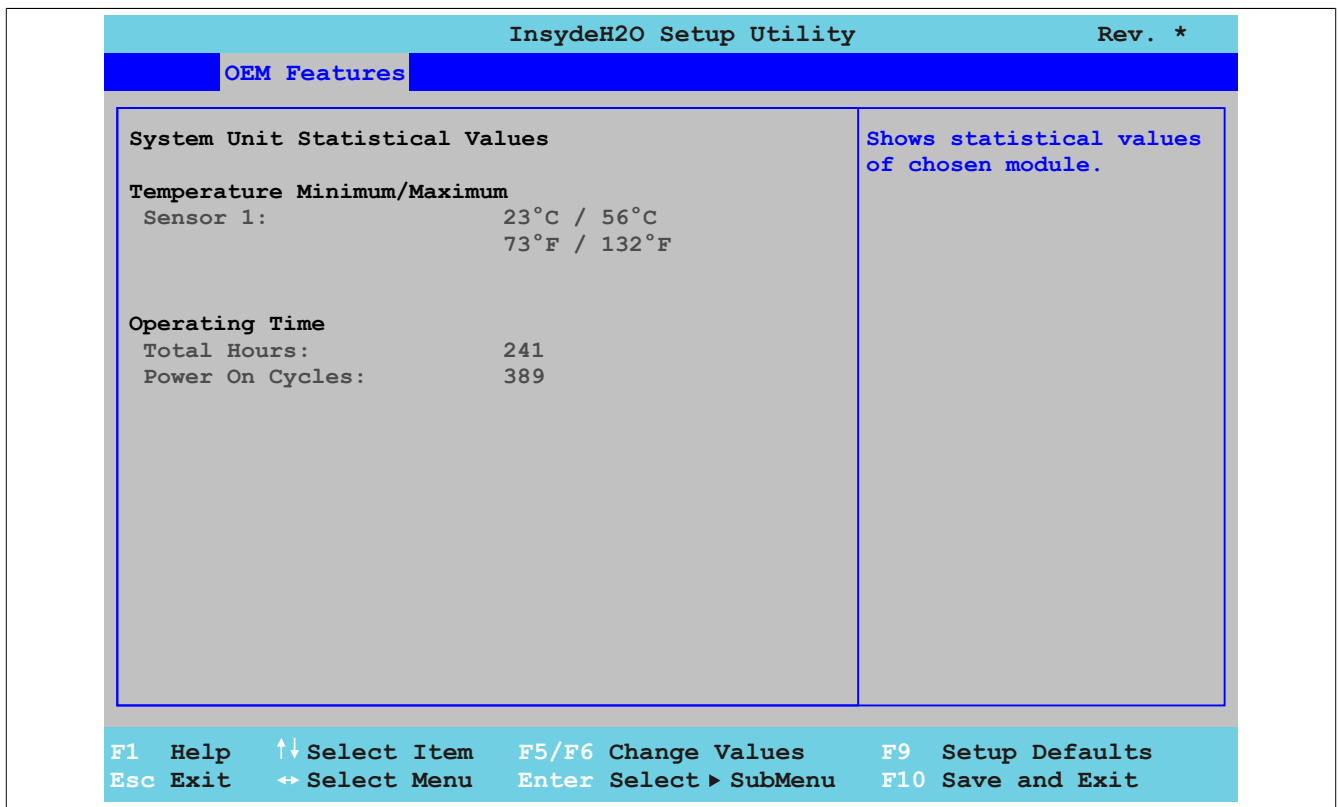 InsydeH2O Setup Utility Rev. *
OEM Features
System Unit Statistical Values
Temperature Minimum/Maximum
Sensor 1: 23°C / 56°C
73°F / 132°F
Operating Time
Total Hours: 241
Power On Cycles: 389
Shows statistical values
of chosen module.
F1 Help ↑↓ Select Item F5/F6 Change Values F9 Setup Defaults
Esc Exit ↔ Select Menu Enter Select ▶ SubMenu F10 Save and Exit